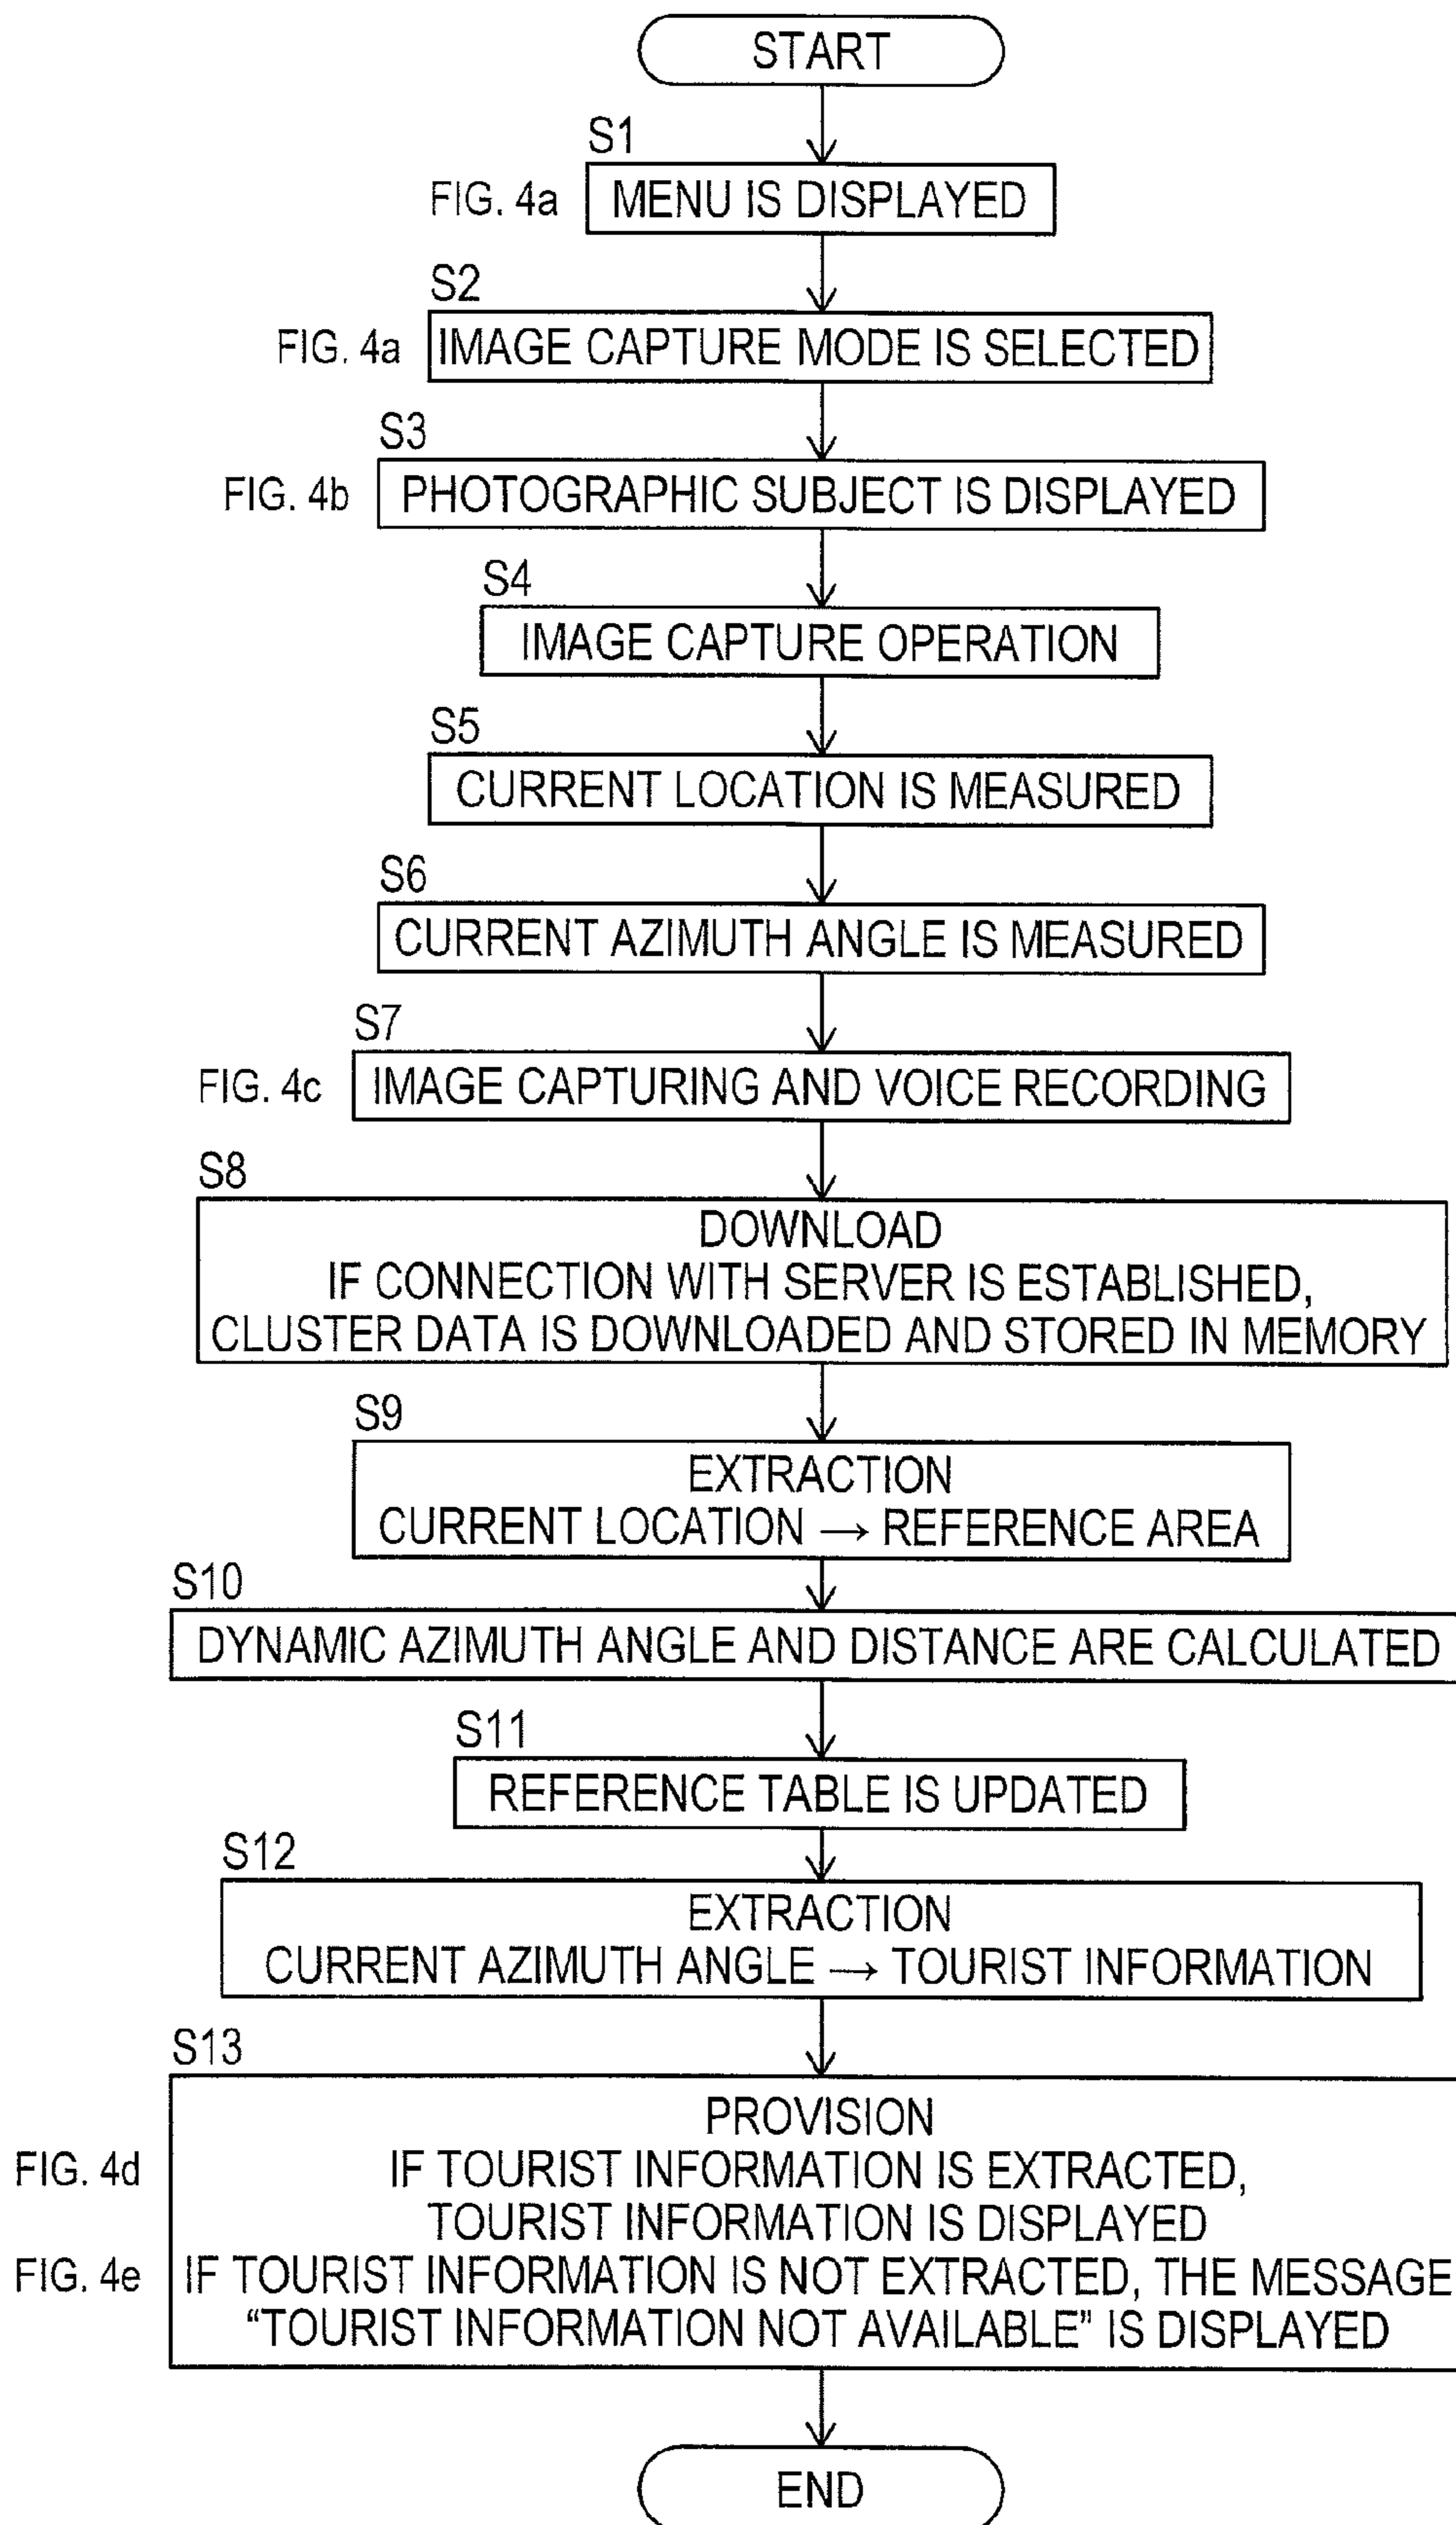 START
S1
FIG. 4a MENU IS DISPLAYED
S2
FIG. 4a IMAGE CAPTURE MODE IS SELECTED
S3
FIG. 4b PHOTOGRAPHIC SUBJECT IS DISPLAYED
S4
IMAGE CAPTURE OPERATION
S5
CURRENT LOCATION IS MEASURED
S6
CURRENT AZIMUTH ANGLE IS MEASURED
S7
FIG. 4c IMAGE CAPTURING AND VOICE RECORDING
S8
DOWNLOAD
IF CONNECTION WITH SERVER IS ESTABLISHED,
CLUSTER DATA IS DOWNLOADED AND STORED IN MEMORY
S9
EXTRACTION
CURRENT LOCATION → REFERENCE AREA
S10
DYNAMIC AZIMUTH ANGLE AND DISTANCE ARE CALCULATED
S11
REFERENCE TABLE IS UPDATED
S12
EXTRACTION
CURRENT AZIMUTH ANGLE → TOURIST INFORMATION
S13
PROVISION
FIG. 4d IF TOURIST INFORMATION IS EXTRACTED,
TOURIST INFORMATION IS DISPLAYED
FIG. 4e IF TOURIST INFORMATION IS NOT EXTRACTED, THE MESSAGE
“TOURIST INFORMATION NOT AVAILABLE” IS DISPLAYED
END